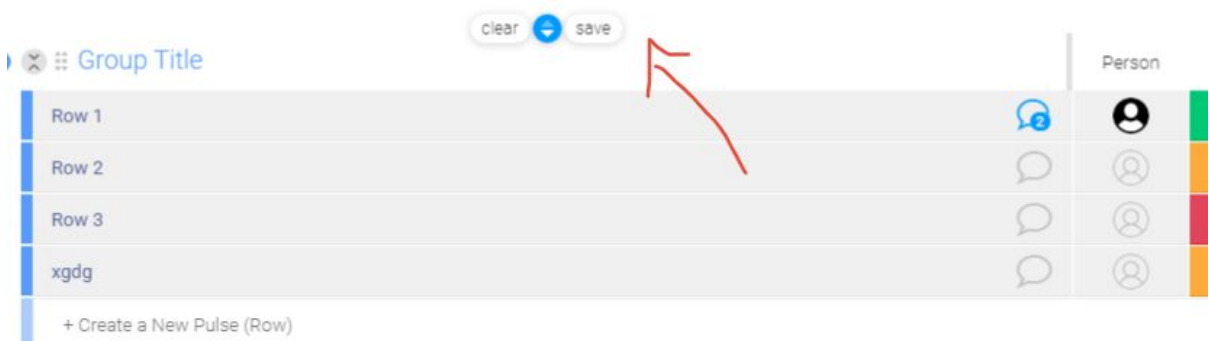 clear save
Group Title Person
Row 1 2
Row 2
Row 3
xgdg
+ Create a New Pulse (Row)